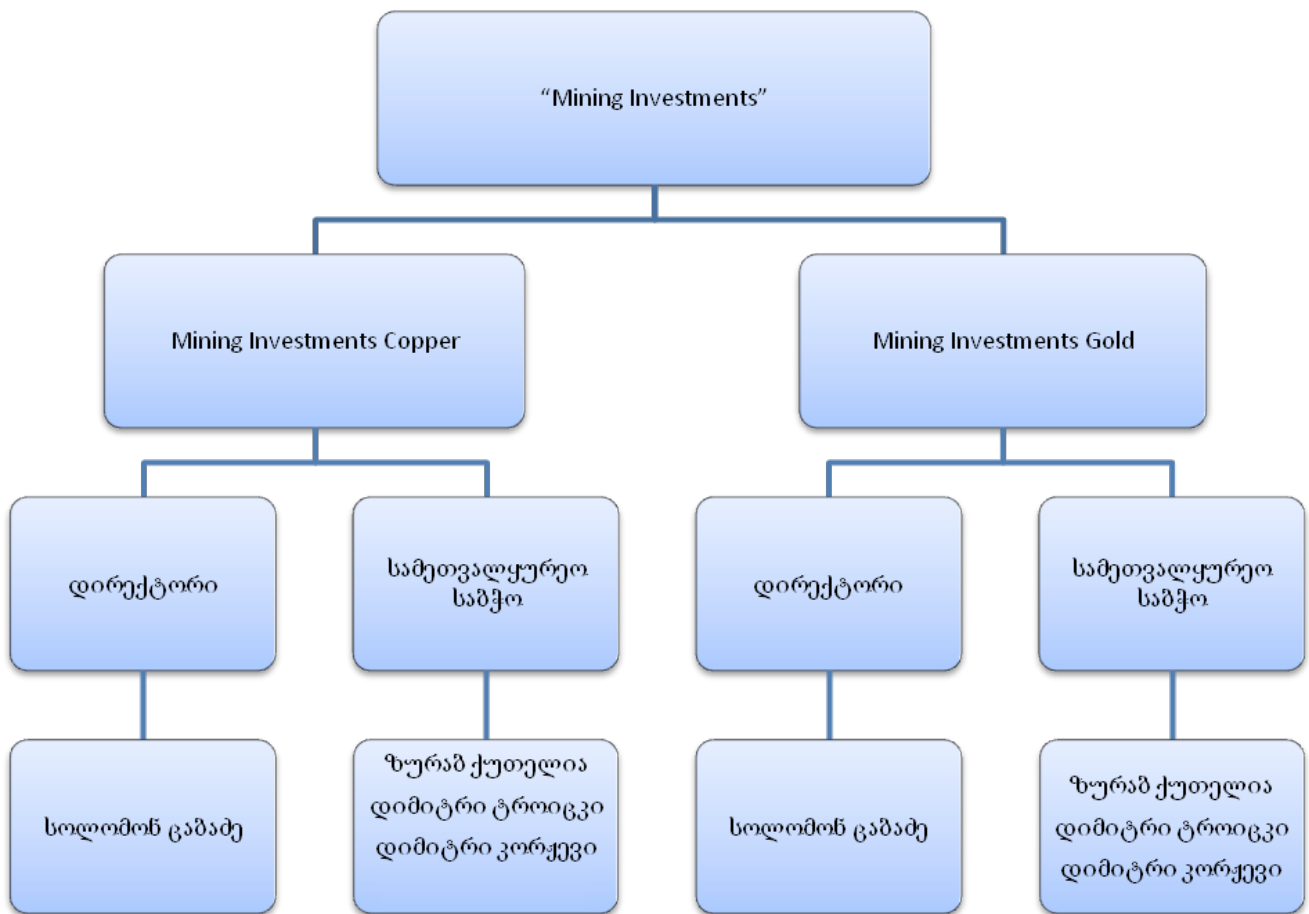 “Mining Investments”
Mining Investments Copper
Mining Investments Gold
დირექტორი
სამეთვალყურეო
საბჭო
დირექტორი
სამეთვალყურეო
საბჭო
სოლომონ ცაბაძე
ზურაბ ქუთელია
დიმიტრი ტროიცკი
დიმიტრი კორჟევი
სოლომონ ცაბაძე
ზურაბ ქუთელია
დიმიტრი ტროიცკი
დიმიტრი კორჟევი